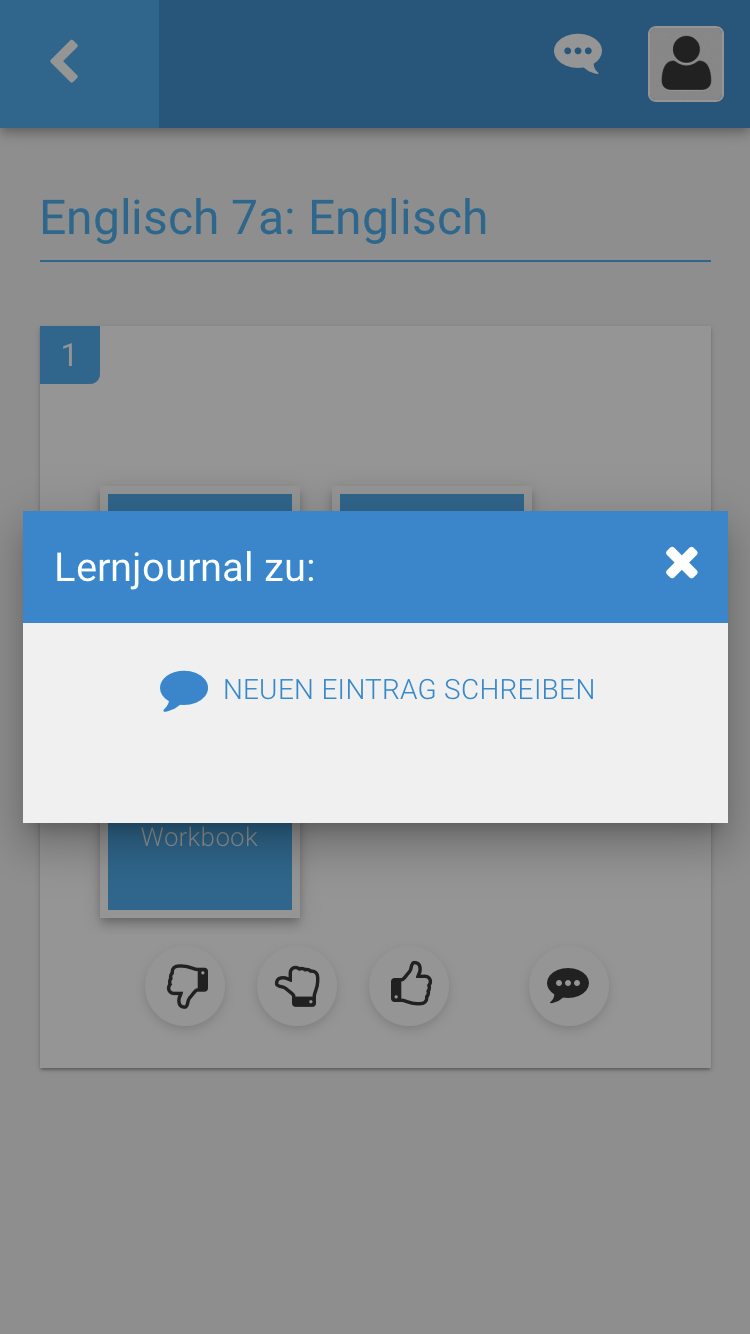 Englisch 7a: Englisch
1
Lernjournal zu:
NEUEN EINTRAG SCHREIBEN
Workbook